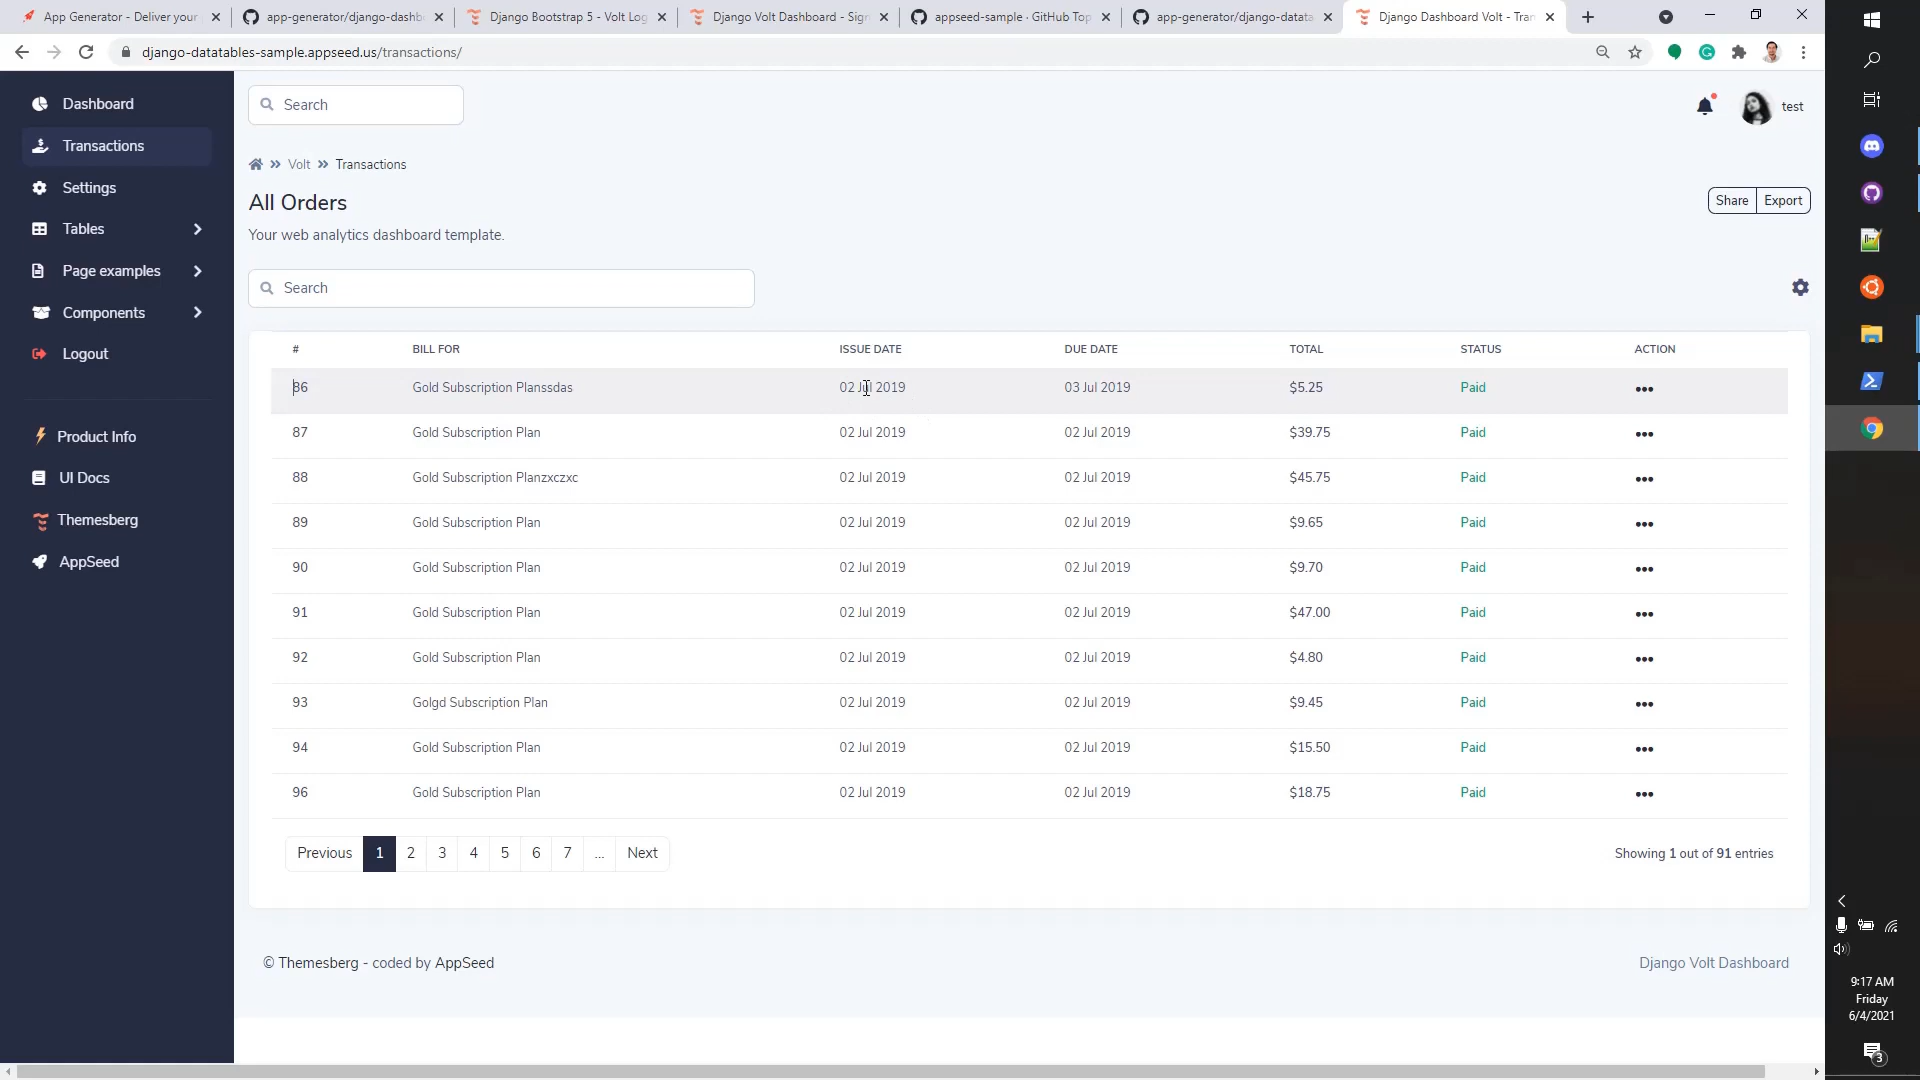 App Generator - Deliver your
app-generator/django-dashb
Django Bootstrap 5 - Volt Log
Django Volt Dashboard - Sign
appseed-sample · GitHub Top
app-generator/django-datata
Django Dashboard Volt - Tran
django-datatables-sample.appseed.us/transactions/
Dashboard
Transactions
Settings
Tables
Page examples
Components
Logout
Product Info
UI Docs
Themesberg
AppSeed
Search
test
Volt
Transactions
All Orders
Share
Export
Your web analytics dashboard template.
Search
# BILL FOR ISSUE DATE DUE DATE TOTAL STATUS ACTION
86 Gold Subscription Planssdas 02 Jul 2019 03 Jul 2019 $5.25 Paid
87 Gold Subscription Plan 02 Jul 2019 02 Jul 2019 $39.75 Paid
88 Gold Subscription Planzxczxc 02 Jul 2019 02 Jul 2019 $45.75 Paid
89 Gold Subscription Plan 02 Jul 2019 02 Jul 2019 $9.65 Paid
90 Gold Subscription Plan 02 Jul 2019 02 Jul 2019 $9.70 Paid
91 Gold Subscription Plan 02 Jul 2019 02 Jul 2019 $47.00 Paid
92 Gold Subscription Plan 02 Jul 2019 02 Jul 2019 $4.80 Paid
93 Golgd Subscription Plan 02 Jul 2019 02 Jul 2019 $9.45 Paid
94 Gold Subscription Plan 02 Jul 2019 02 Jul 2019 $15.50 Paid
96 Gold Subscription Plan 02 Jul 2019 02 Jul 2019 $18.75 Paid
Previous 1 2 3 4 5 6 7 ... Next
Showing 1 out of 91 entries
© Themesberg - coded by AppSeed
Django Volt Dashboard
9:17 AM
Friday
6/4/2021
3